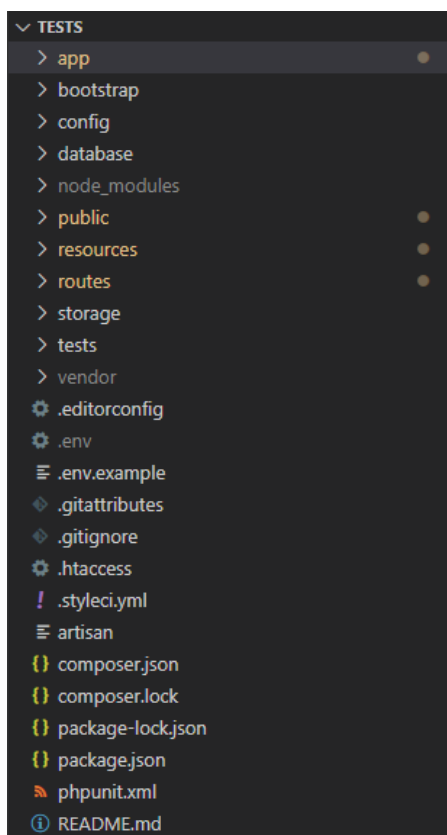 TESTS
app
bootstrap
config
database
node_modules
public
resources
routes
storage
tests
vendor
.editorconfig
.env
.env.example
.gitattributes
.gitignore
.htaccess
.styleci.yml
artisan
composer.json
composer.lock
package-lock.json
package.json
phpunit.xml
README.md